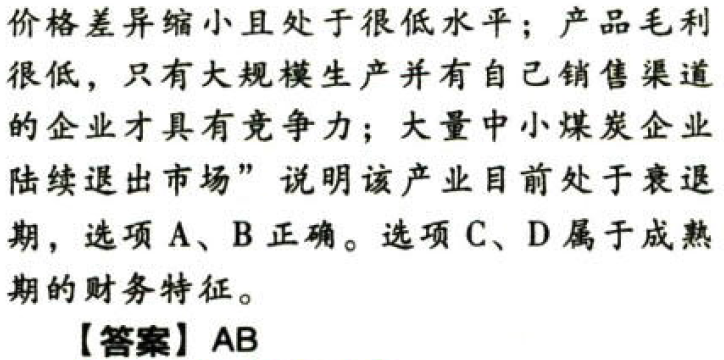 价格差异缩小且处于很低水平；产品毛利
很低，只有大规模生产并有自己销售渠道
的企业才具有竞争力；大量中小煤炭企业
陆续退出市场”说明该产业目前处于衰退
期，选项 A、B 正确。选项 C、D 属于成熟
期的财务特征。
【答案】AB